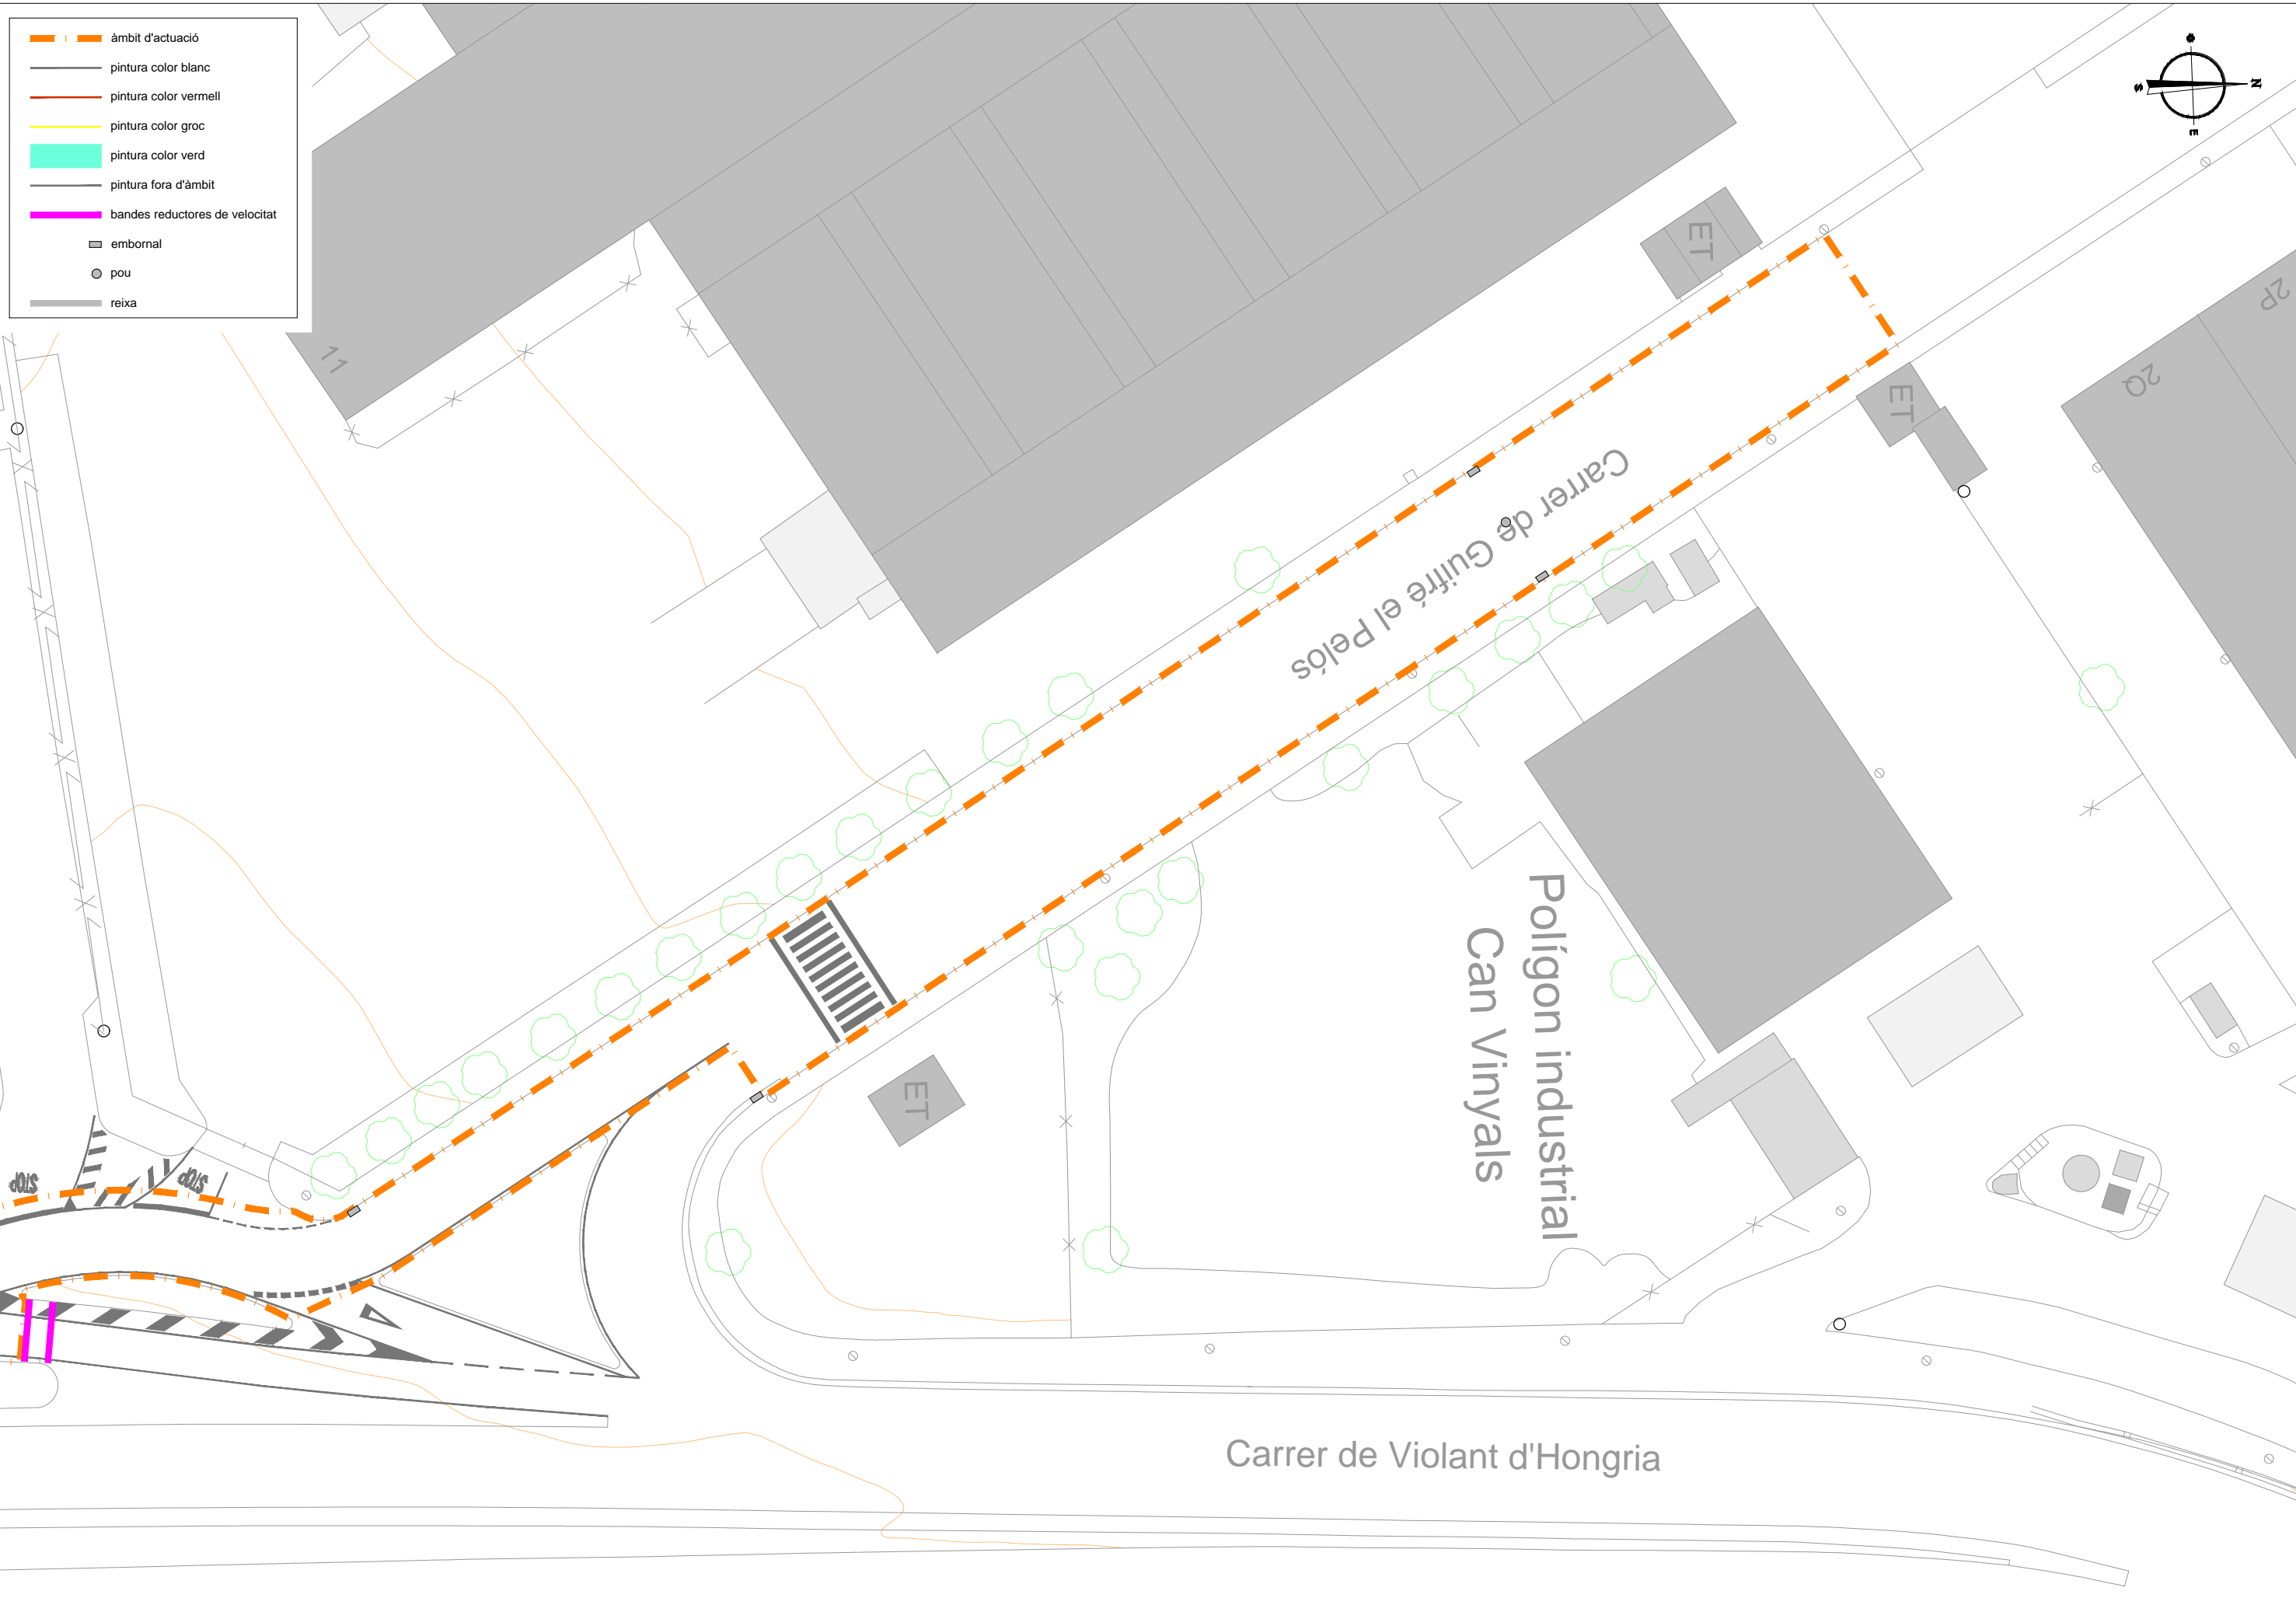 àmbit d'actuació
pintura color blanc
pintura color vermell
pintura color groc
pintura color verd
pintura fora d'àmbit
bandes reductores de velocitat
embornal
pou
reixa
O
S
N
E
11
ET
2P
2Q
ET
Carrer de Guifré el Pelós
Polígon industrial
Can Vinyals
ET
STOP
STOP
Carrer de Violant d'Hongria